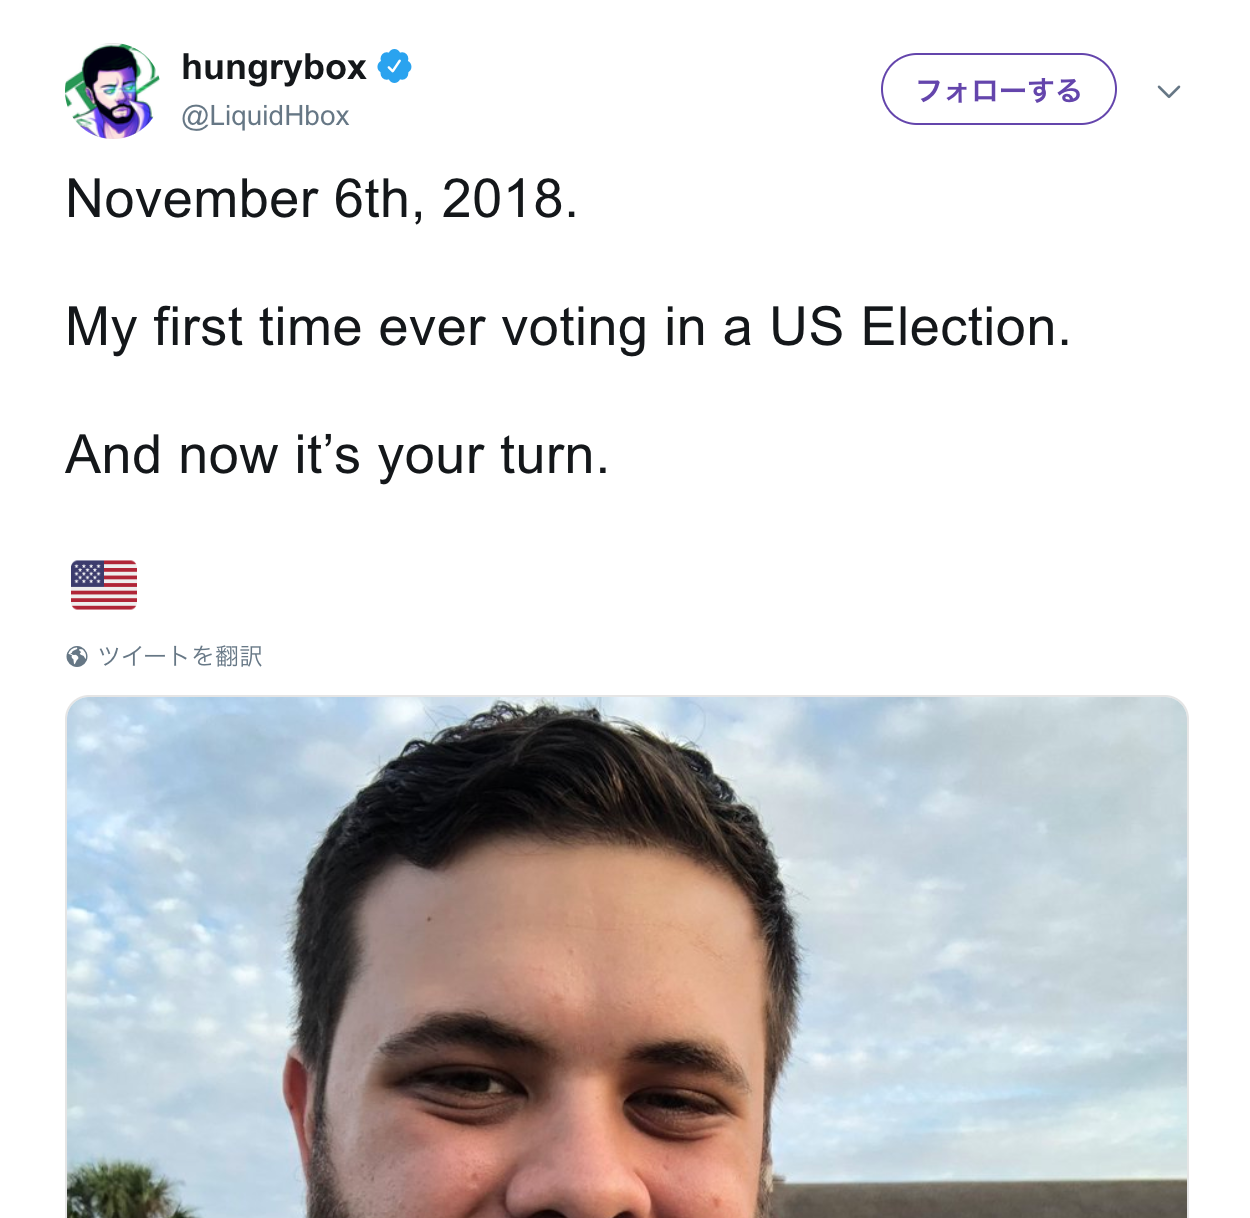 hungrybox
@LiquidHbox
フォローする
November 6th, 2018.
My first time ever voting in a US Election.
And now it’s your turn.
ツイートを翻訳